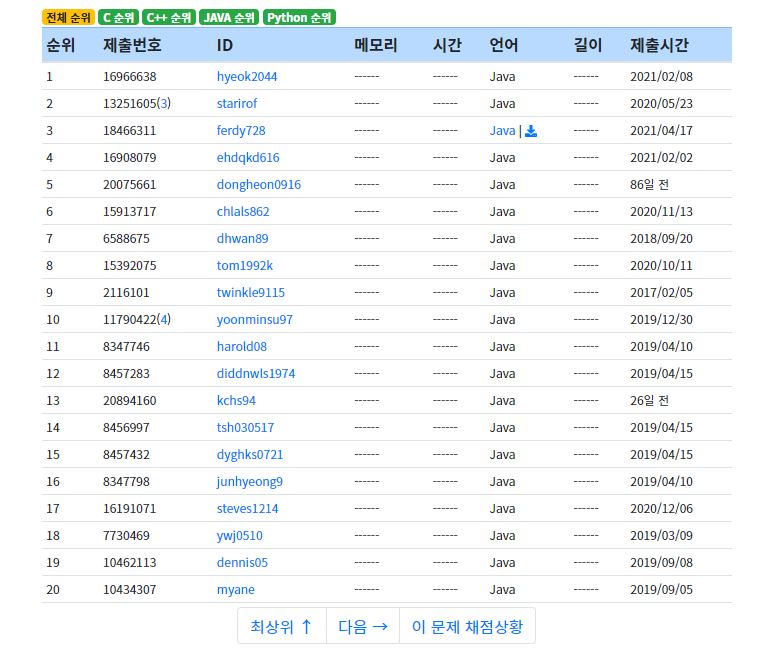 전체 순위 C 순위 C++ 순위 JAVA 순위 Python 순위
순위 제출번호 ID 메모리 시간 언어 길이 제출시간
1 16966638 hyeok2044 ------ ------ Java ------ 2021/02/08
2 13251605(3) starirof ------ ------ Java ------ 2020/05/23
3 18466311 ferdy728 ------ ------ Java | ------ 2021/04/17
4 16908079 ehdqkd616 ------ ------ Java ------ 2021/02/02
5 20075661 dongheon0916 ------ ------ Java ------ 86일 전
6 15913717 chlals862 ------ ------ Java ------ 2020/11/13
7 6588675 dhwan89 ------ ------ Java ------ 2018/09/20
8 15392075 tom1992k ------ ------ Java ------ 2020/10/11
9 2116101 twinkle9115 ------ ------ Java ------ 2017/02/05
10 11790422(4) yoonminsu97 ------ ------ Java ------ 2019/12/30
11 8347746 harold08 ------ ------ Java ------ 2019/04/10
12 8457283 diddnwls1974 ------ ------ Java ------ 2019/04/15
13 20894160 kchs94 ------ ------ Java ------ 26일 전
14 8456997 tsh030517 ------ ------ Java ------ 2019/04/15
15 8457432 dyghks0721 ------ ------ Java ------ 2019/04/15
16 8347798 junhyeong9 ------ ------ Java ------ 2019/04/10
17 16191071 steves1214 ------ ------ Java ------ 2020/12/06
18 7730469 ywj0510 ------ ------ Java ------ 2019/03/09
19 10462113 dennis05 ------ ------ Java ------ 2019/09/08
20 10434307 myane ------ ------ Java ------ 2019/09/05
최상위 ↑ 다음 → 이 문제 채점상황